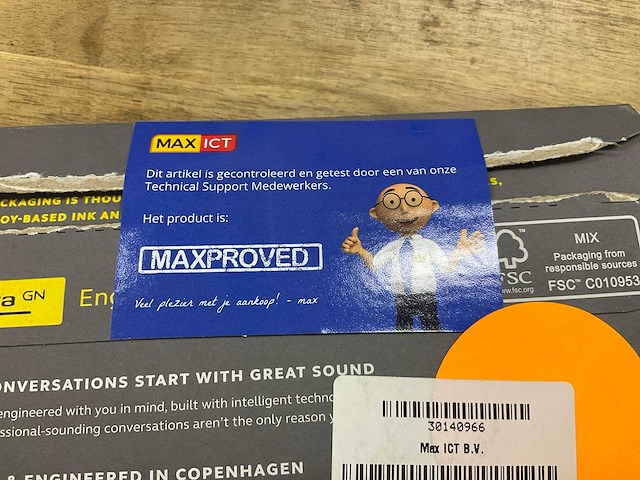 MAX ICT
Dit artikel is gecontroleerd en getest door een van onze
Technical Support Medewerkers.
Het product is:
MAXPROVED
Veel plezier met je aankoop! - max
PACKAGING IS
OY-BASED INK AN
S,
GN
FSC
www.fsc.org
MIX
Packaging from
responsible sources
FSC™ C010953
ONVERSATIONS START WITH GREAT SOUND
engineered with you in mind, built with intelligent techno
ssional-sounding conversations aren't the only reason y
& ENGINEERED IN COPENHAGEN
30140966
Max ICT B.V.